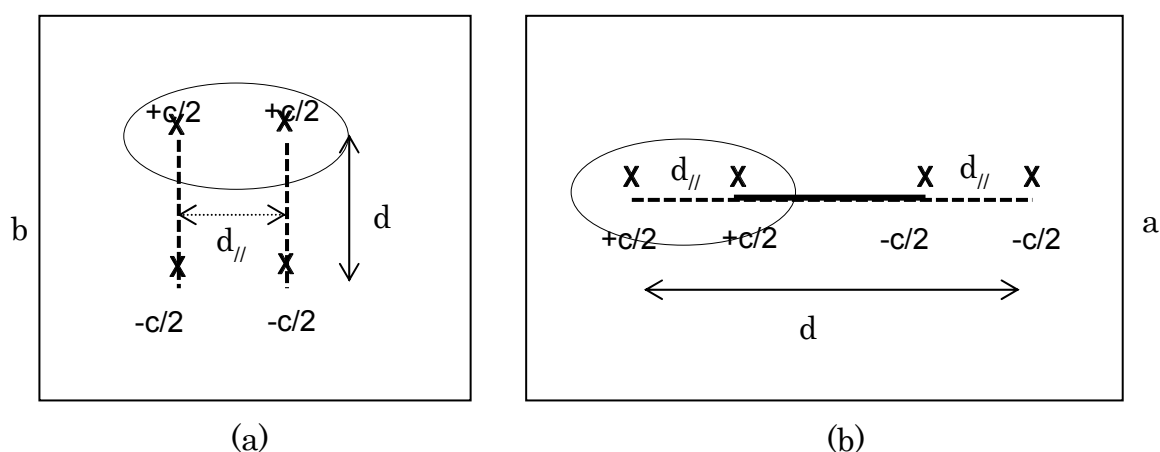 +c/2 +c/2
b
d
d//
-c/2 -c/2
(a)
X X X X
d// d//
a
+c/2 +c/2 -c/2 -c/2
d
(b)
X X
X X